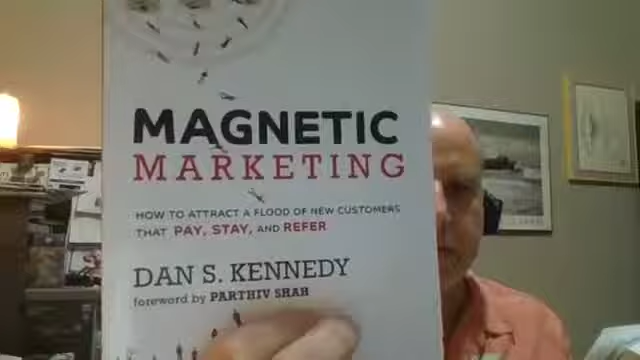 MAGNETIC
MARKETING
HOW TO ATTRACT A FLOOD OF NEW CUSTOMERS
THAT PAY, STAY, AND REFER
DAN S. KENNEDY
foreword by PARTHIV SHAH